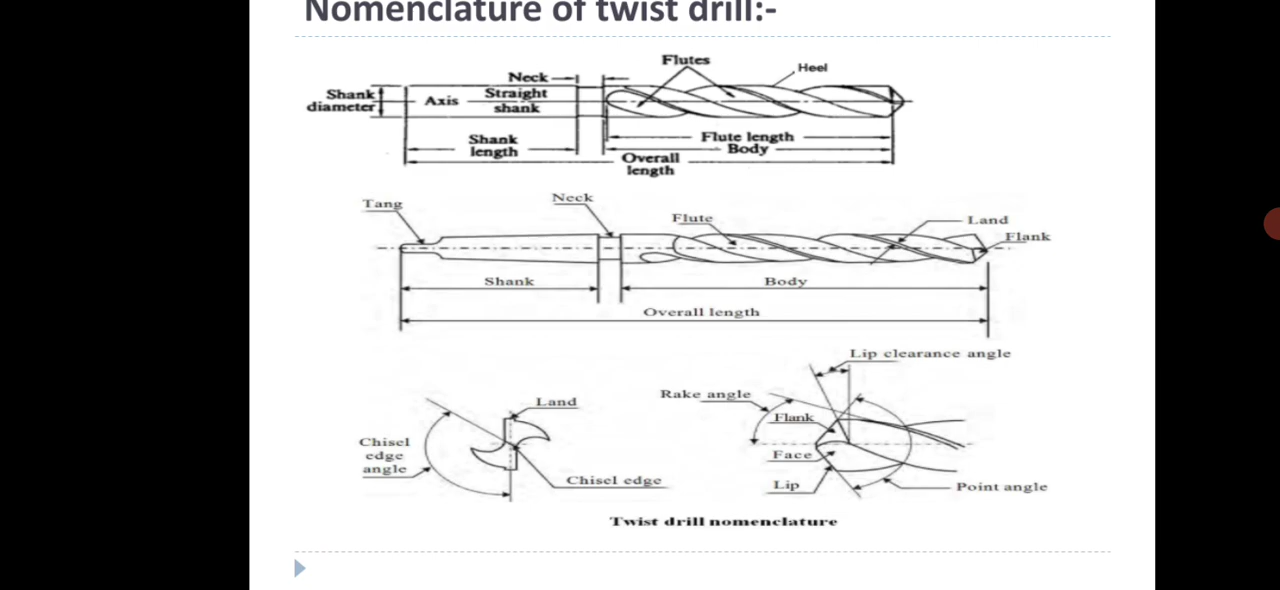 Nomenclature of twist drill:-
Flutes
Heel
Neck
Shank
diameter
Axis
Straight
shank
Flute length
Shank
length
Body
Overall
length
Tang
Neck
Flute
Land
Flank
Shank
Body
Overall length
Lip clearance angle
Rake angle
Land
Flank
Chisel
edge
angle
Face
Chisel edge
Lip
Point angle
Twist drill nomenclature